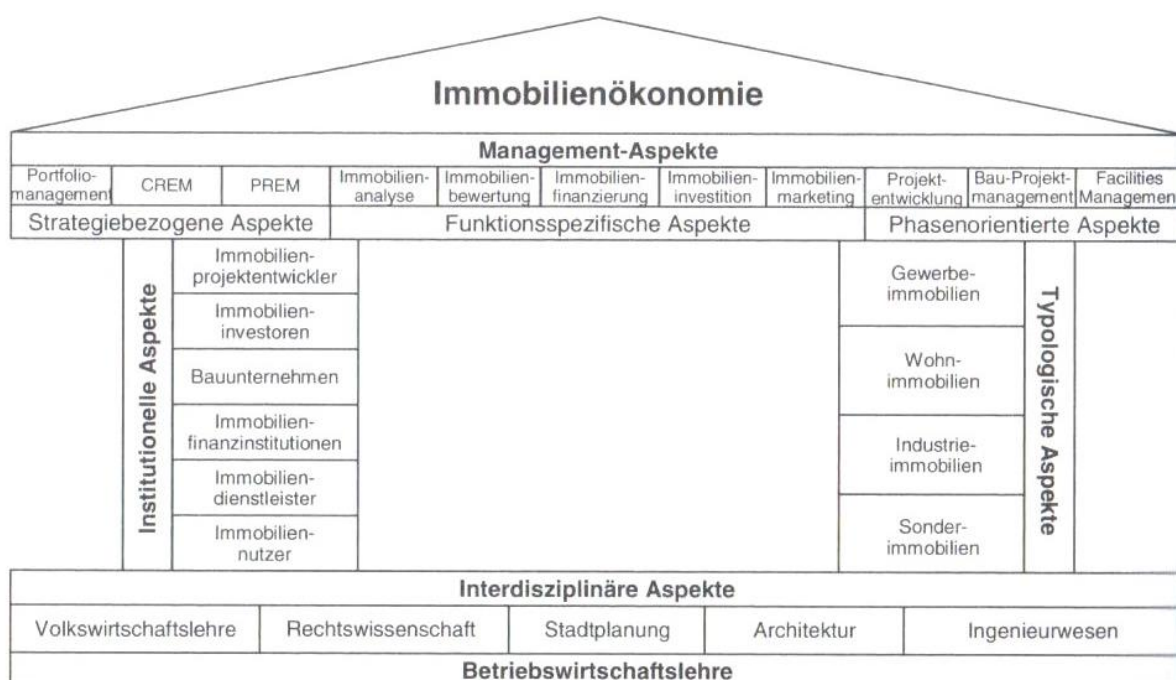 Immobilienökonomie
Management-Aspekte
Portfolio-
management
CREM
PREM
Immobilien-
analyse
Immobilien-
bewertung
Immobilien-
finanzierung
Immobilien-
investition
Immobilien-
marketing
Projekt-
entwicklung
Bau-Projekt-
management
Facilities
Management
Strategiebezogene Aspekte
Funktionsspezifische Aspekte
Phasenorientierte Aspekte
Institutionelle Aspekte
Immobilien-
projektentwickler
Immobilien-
investoren
Bauunternehmen
Immobilien-
finanzinstitutionen
Immobilien-
dienstleister
Immobilien-
nutzer
Gewerbe-
immobilien
Wohn-
immobilien
Industrie-
immobilien
Sonder-
immobilien
Typologische Aspekte
Interdisziplinäre Aspekte
Volkswirtschaftslehre
Rechtswissenschaft
Stadtplanung
Architektur
Ingenieurwesen
Betriebswirtschaftslehre